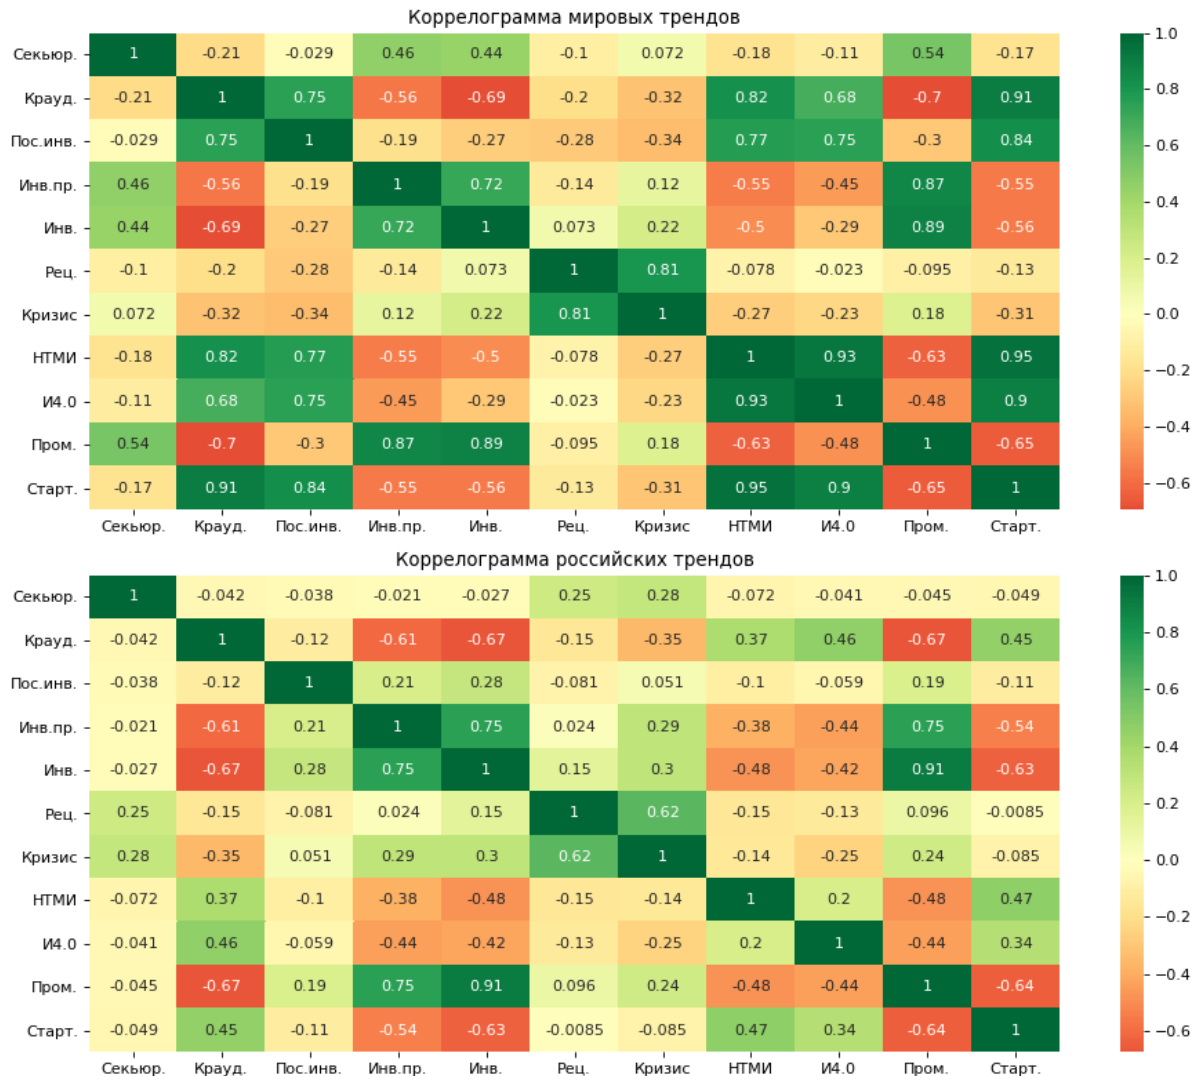 Коррелограмма мировых трендов
Секьюр. 1 -0.21 -0.029 0.46 0.44 -0.1 0.072 -0.18 -0.11 0.54 -0.17
Крауд. -0.21 1 0.75 -0.56 -0.69 -0.2 -0.32 0.82 0.68 -0.7 0.91
Пос.инв. -0.029 0.75 1 -0.19 -0.27 -0.28 -0.34 0.77 0.75 -0.3 0.84
Инв.пр. 0.46 -0.56 -0.19 1 0.72 -0.14 0.12 -0.55 -0.45 0.87 -0.55
Инв. 0.44 -0.69 -0.27 0.72 1 0.073 0.22 -0.5 -0.29 0.89 -0.56
Рец. -0.1 -0.2 -0.28 -0.14 0.073 1 0.81 -0.078 -0.023 -0.095 -0.13
Кризис 0.072 -0.32 -0.34 0.12 0.22 0.81 1 -0.27 -0.23 0.18 -0.31
НТМИ -0.18 0.82 0.77 -0.55 -0.5 -0.078 -0.27 1 0.93 -0.63 0.95
И4.0 -0.11 0.68 0.75 -0.45 -0.29 -0.023 -0.23 0.93 1 -0.48 0.9
Пром. 0.54 -0.7 -0.3 0.87 0.89 -0.095 0.18 -0.63 -0.48 1 -0.65
Старт. -0.17 0.91 0.84 -0.55 -0.56 -0.13 -0.31 0.95 0.9 -0.65 1
Секьюр. Крауд. Пос.инв. Инв.пр. Инв. Рец. Кризис НТМИ И4.0 Пром. Старт.
1.0
0.8
0.6
0.4
0.2
0.0
−0.2
−0.4
−0.6
Коррелограмма российских трендов
Секьюр. 1 -0.042 -0.038 -0.021 -0.027 0.25 0.28 -0.072 -0.041 -0.045 -0.049
Крауд. -0.042 1 -0.12 -0.61 -0.67 -0.15 -0.35 0.37 0.46 -0.67 0.45
Пос.инв. -0.038 -0.12 1 0.21 0.28 -0.081 0.051 -0.1 -0.059 0.19 -0.11
Инв.пр. -0.021 -0.61 0.21 1 0.75 0.024 0.29 -0.38 -0.44 0.75 -0.54
Инв. -0.027 -0.67 0.28 0.75 1 0.15 0.3 -0.48 -0.42 0.91 -0.63
Рец. 0.25 -0.15 -0.081 0.024 0.15 1 0.62 -0.15 -0.13 0.096 -0.0085
Кризис 0.28 -0.35 0.051 0.29 0.3 0.62 1 -0.14 -0.25 0.24 -0.085
НТМИ -0.072 0.37 -0.1 -0.38 -0.48 -0.15 -0.14 1 0.2 -0.48 0.47
И4.0 -0.041 0.46 -0.059 -0.44 -0.42 -0.13 -0.25 0.2 1 -0.44 0.34
Пром. -0.045 -0.67 0.19 0.75 0.91 0.096 0.24 -0.48 -0.44 1 -0.64
Старт. -0.049 0.45 -0.11 -0.54 -0.63 -0.0085 -0.085 0.47 0.34 -0.64 1
Секьюр. Крауд. Пос.инв. Инв.пр. Инв. Рец. Кризис НТМИ И4.0 Пром. Старт.
1.0
0.8
0.6
0.4
0.2
0.0
−0.2
−0.4
−0.6